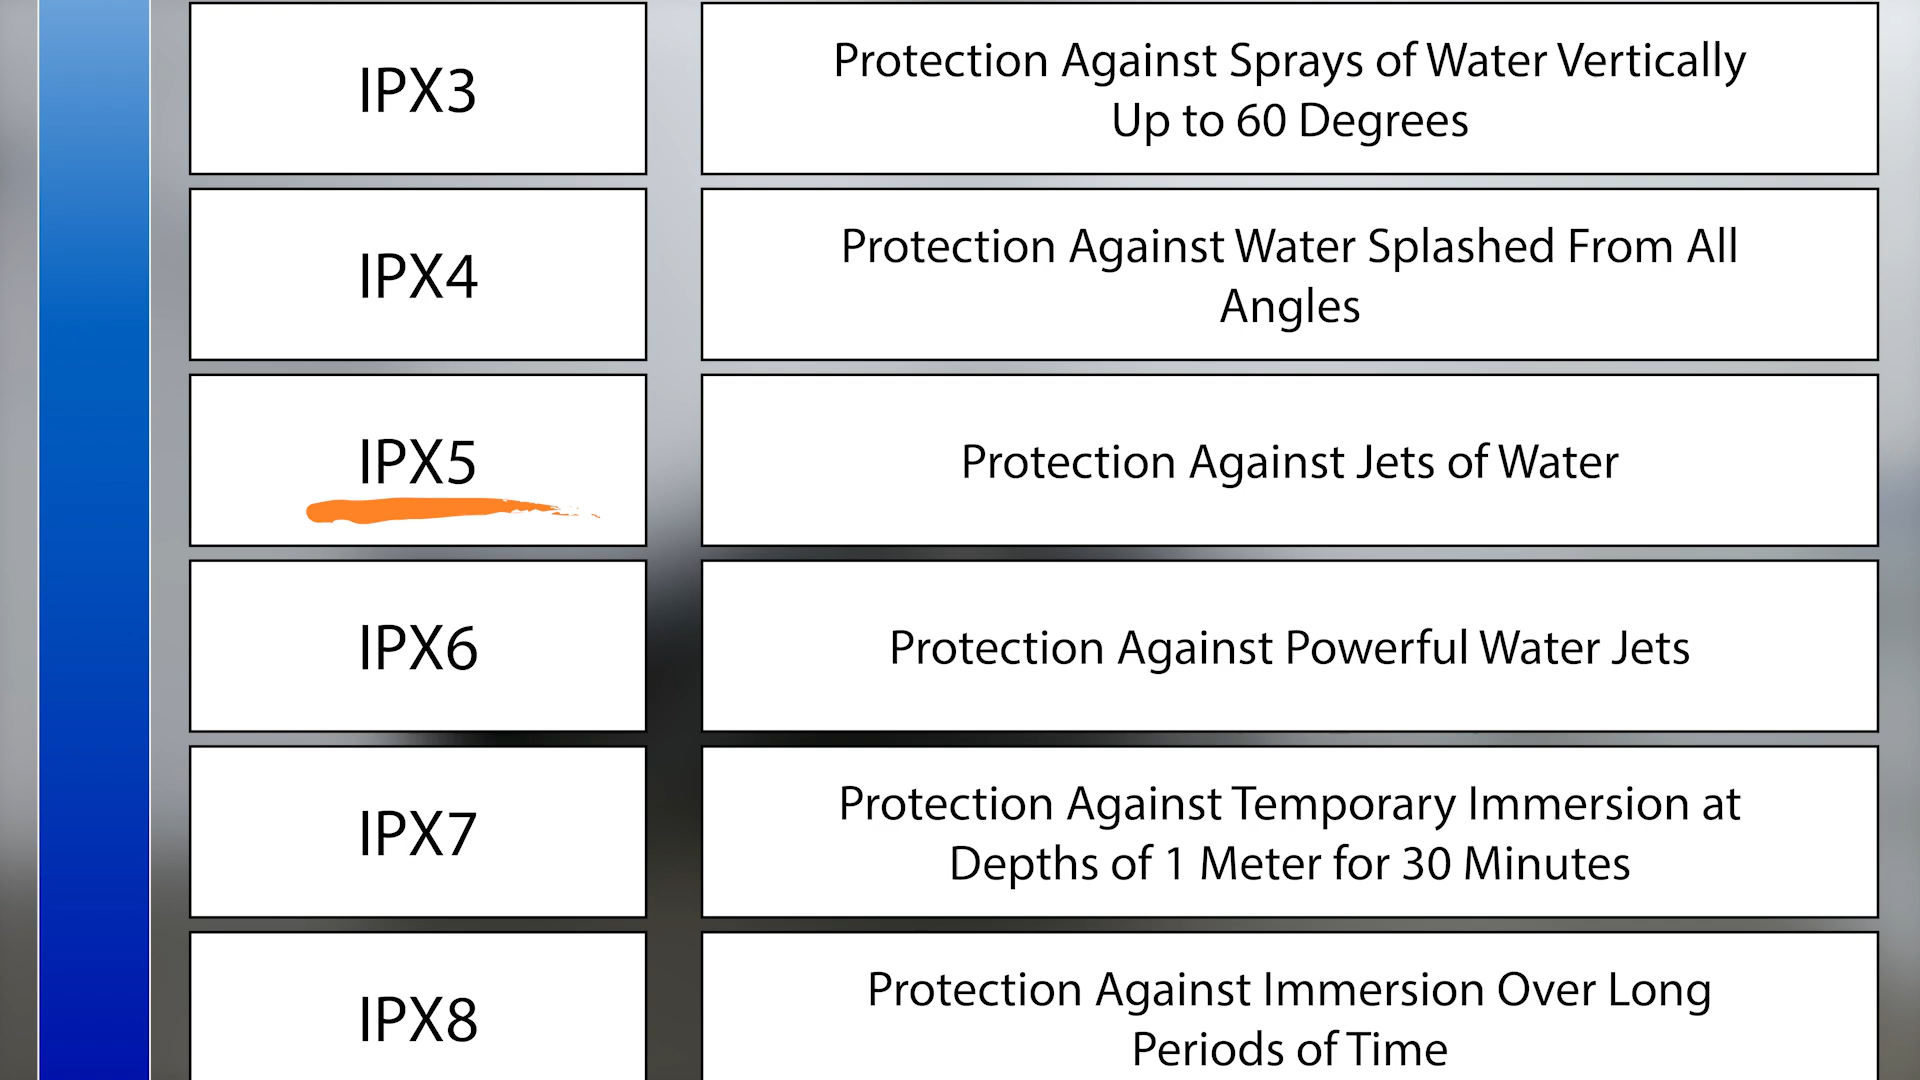 IPX3
Protection Against Sprays of Water Vertically
Up to 60 Degrees
IPX4
Protection Against Water Splashed From All
Angles
IPX5
Protection Against Jets of Water
IPX6
Protection Against Powerful Water Jets
IPX7
Protection Against Temporary Immersion at
Depths of 1 Meter for 30 Minutes
IPX8
Protection Against Immersion Over Long
Periods of Time